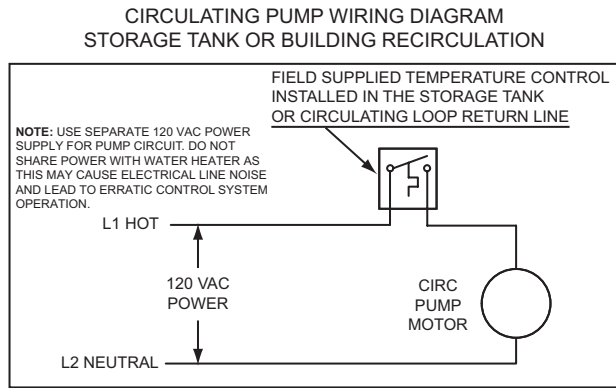 CIRCULATING PUMP WIRING DIAGRAM
STORAGE TANK OR BUILDING RECIRCULATION
FIELD SUPPLIED TEMPERATURE CONTROL
INSTALLED IN THE STORAGE TANK
OR CIRCULATING LOOP RETURN LINE
NOTE: USE SEPARATE 120 VAC POWER
SUPPLY FOR PUMP CIRCUIT. DO NOT
SHARE POWER WITH WATER HEATER AS
THIS MAY CAUSE ELECTRICAL LINE NOISE
AND LEAD TO ERRATIC CONTROL SYSTEM
OPERATION.
L1 HOT
120 VAC
POWER
CIRC
PUMP
MOTOR
L2 NEUTRAL